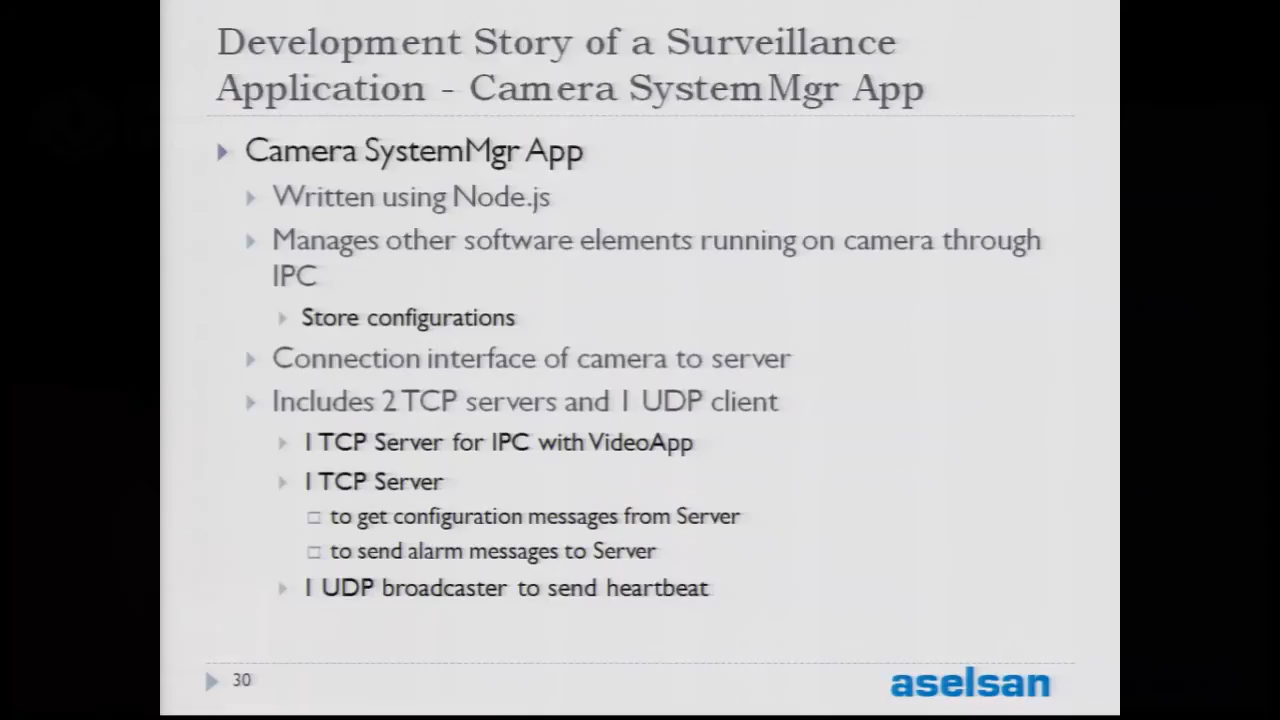 Development Story of a Surveillance
Application - Camera SystemMgr App
Camera SystemMgr App
Written using Node.js
Manages other software elements running on camera through
IPC
Store configurations
Connection interface of camera to server
Includes 2 TCP servers and 1 UDP client
1 TCP Server for IPC with VideoApp
1 TCP Server
to get configuration messages from Server
to send alarm messages to Server
1 UDP broadcaster to send heartbeat
30
aselsan